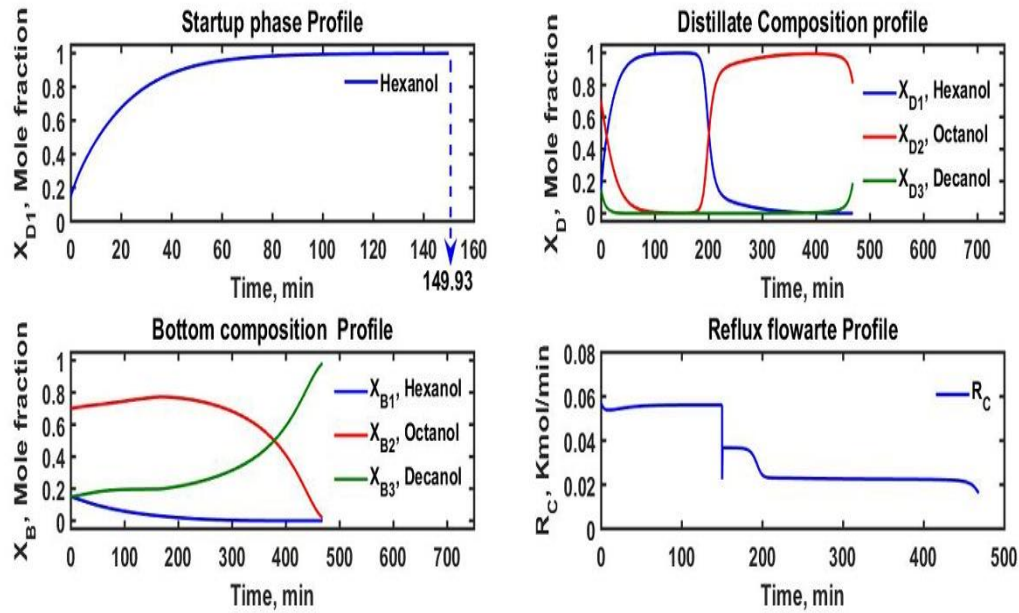 Startup phase Profile
X_D1, Mole fraction
1
0.8
0.6
0.4
0.2
0
Hexanol
0 20 40 60 80 100 120 140 160
149.93
Time, min
Distillate Composition profile
X_D, Mole fraction
1
0.8
0.6
0.4
0.2
0
X_D1, Hexanol
X_D2, Octanol
X_D3, Decanol
0 100 200 300 400 500 600 700
Time, min
Bottom composition Profile
X_B, Mole fraction
1
0.8
0.6
0.4
0.2
0
X_B1, Hexanol
X_B2, Octanol
X_B3, Decanol
0 100 200 300 400 500 600 700
Time, min
Reflux flowarte Profile
R_C, Kmol/min
0.08
0.06
0.04
0.02
0
R_C
0 100 200 300 400 500
Time, min